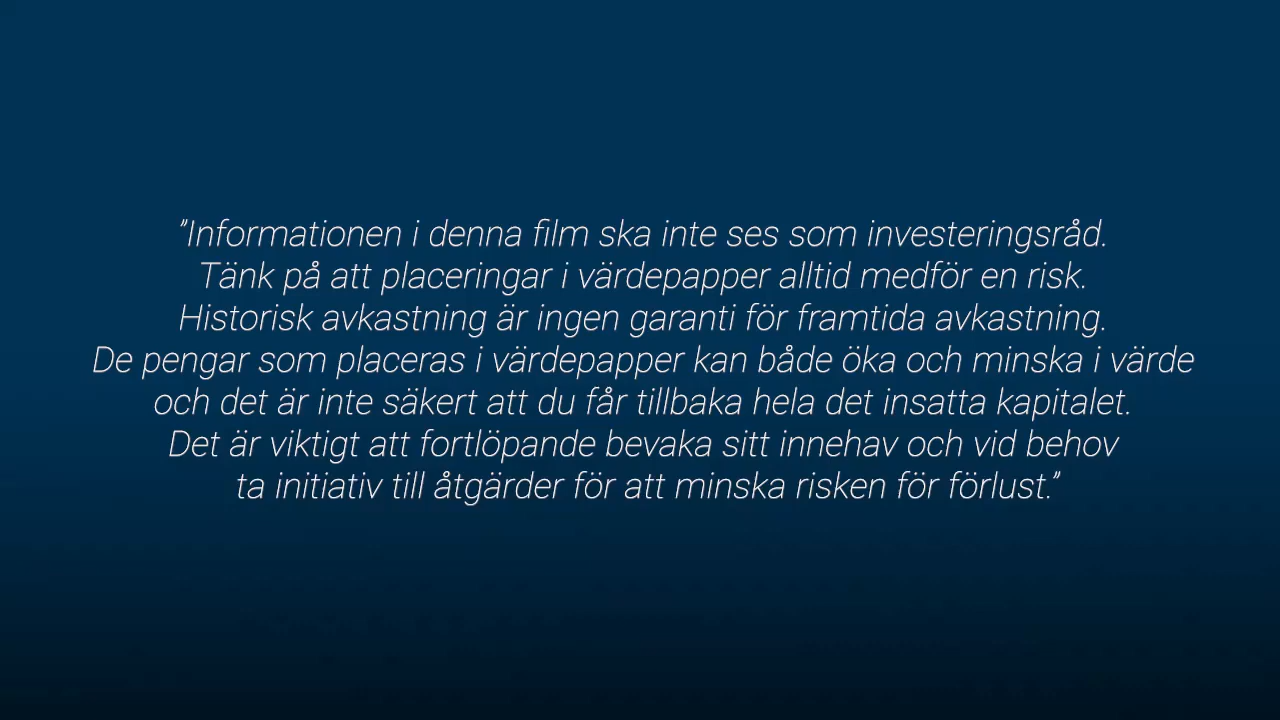 ”Informationen i denna film ska inte ses som investeringsråd.
Tänk på att placeringar i värdepapper alltid medför en risk.
Historisk avkastning är ingen garanti för framtida avkastning.
De pengar som placeras i värdepapper kan både öka och minska i värde
och det är inte säkert att du får tillbaka hela det insatta kapitalet.
Det är viktigt att fortlöpande bevaka sitt innehav och vid behov
ta initiativ till åtgärder för att minska risken för förlust.”